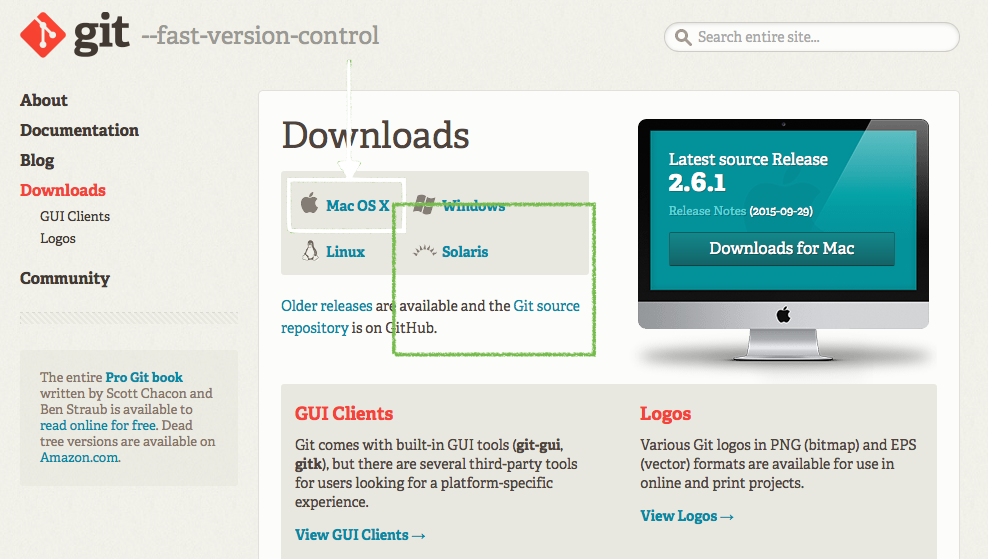 git --fast-version-control
Search entire site...
About
Documentation
Blog
Downloads
GUI Clients
Logos
Community
The entire Pro Git book
written by Scott Chacon and
Ben Straub is available to
read online for free. Dead
tree versions are available on
Amazon.com.
Downloads
Mac OS X
Windows
Linux
Solaris
Older releases are available and the Git source
repository is on GitHub.
Latest source Release
2.6.1
Release Notes (2015-09-29)
Downloads for Mac
GUI Clients
Git comes with built-in GUI tools (git-gui,
gitk), but there are several third-party tools
for users looking for a platform-specific
experience.
View GUI Clients →
Logos
Various Git logos in PNG (bitmap) and EPS
(vector) formats are available for use in
online and print projects.
View Logos →